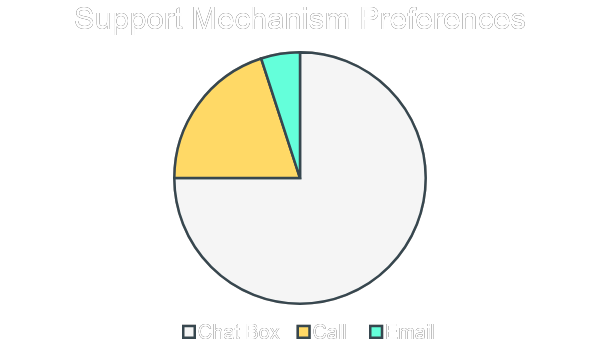 Support Mechanism Preferences
Chat Box Call Email